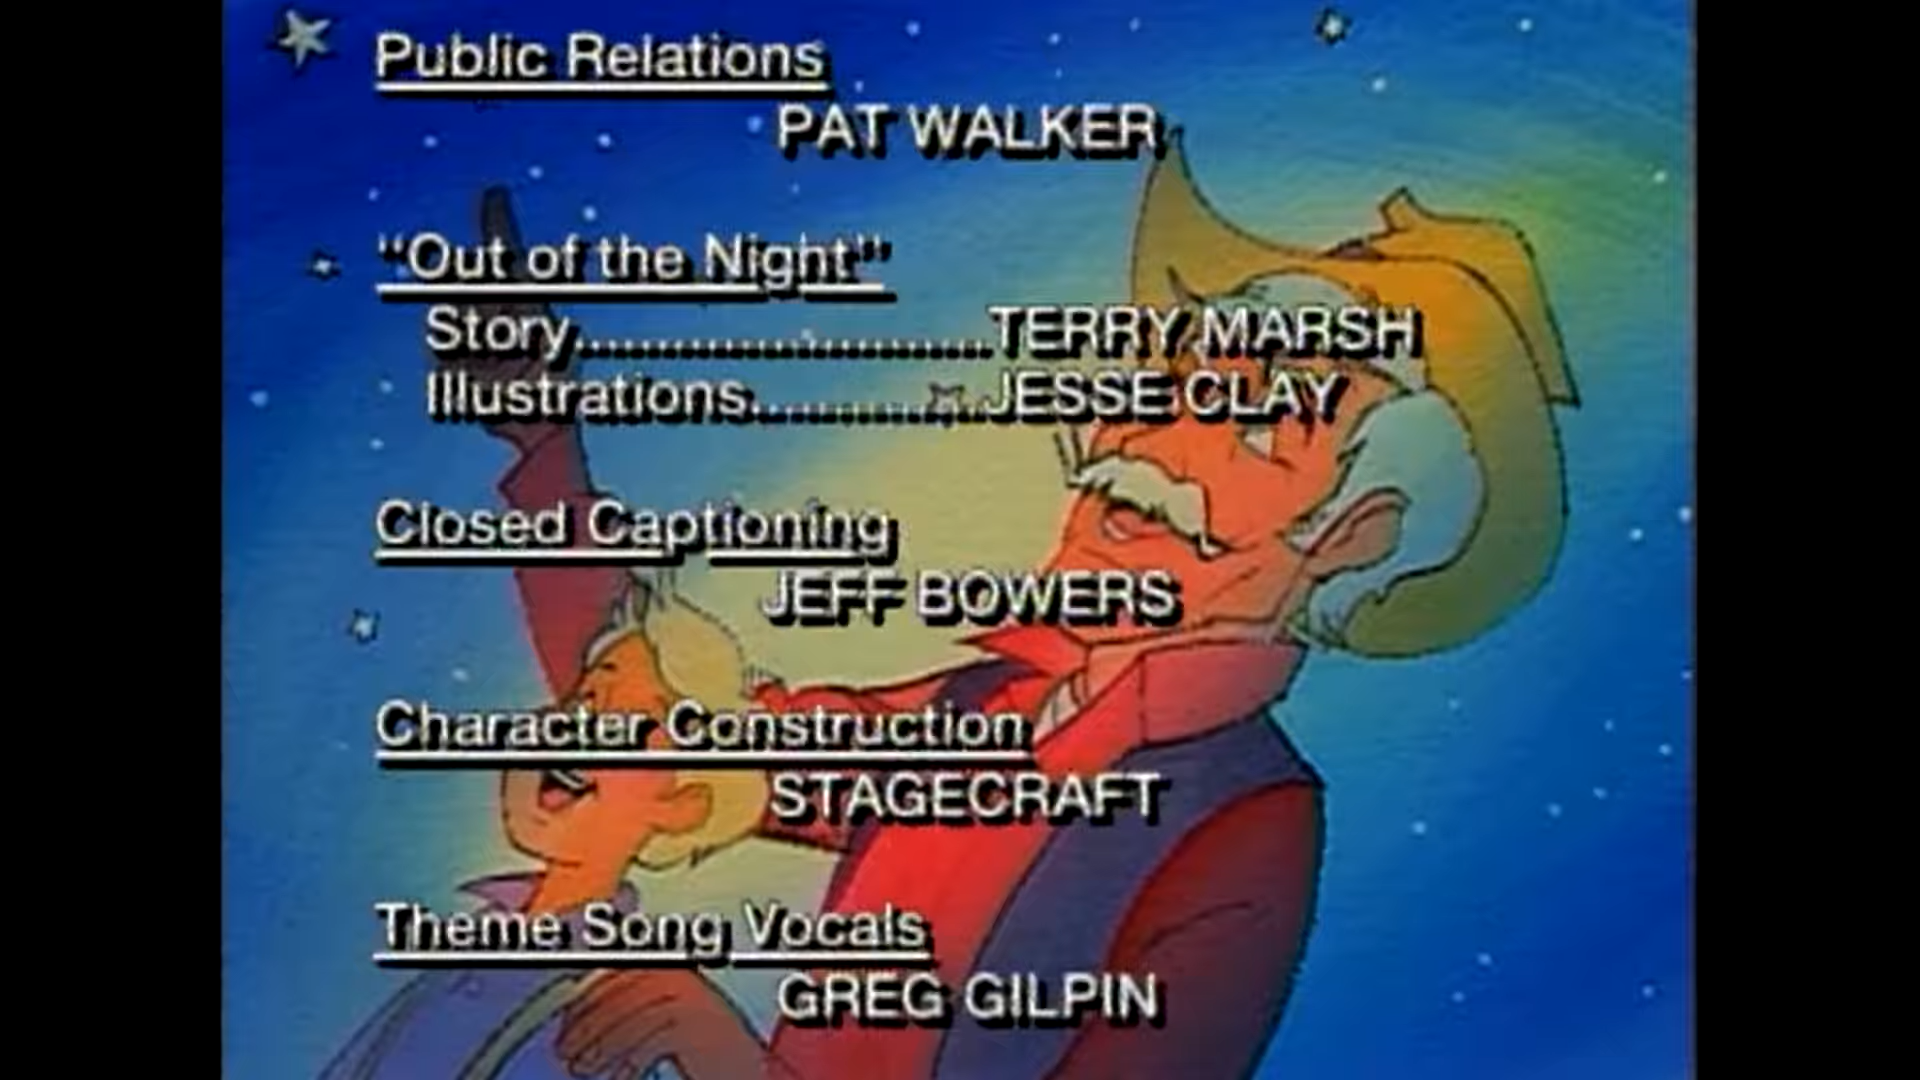 Public Relations
PAT WALKER
"Out of the Night"
Story..........................TERRY MARSH
Illustrations...............JESSE CLAY
Closed Captioning
JEFF BOWERS
Character Construction
STAGECRAFT
Theme Song Vocals
GREG GILPIN